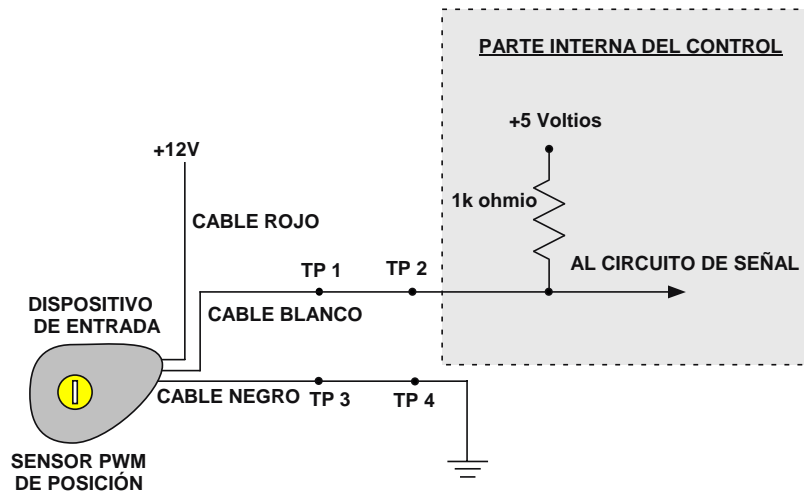 PARTE INTERNA DEL CONTROL
+5 Voltios
+12V
1k ohmio
CABLE ROJO
AL CIRCUITO DE SEÑAL
TP 1
TP 2
DISPOSITIVO
DE ENTRADA
CABLE BLANCO
CABLE NEGRO
TP 3
TP 4
SENSOR PWM
DE POSICIÓN